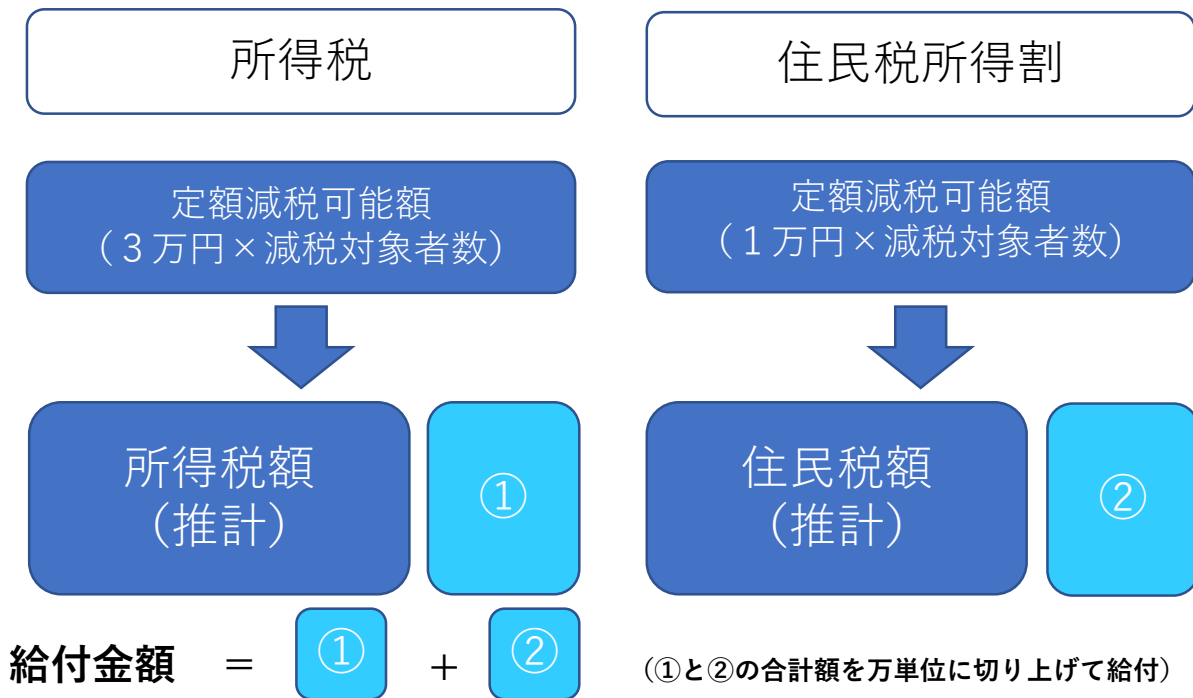 所得税
住民税所得割
定額減税可能額
（３万円×減税対象者数）
定額減税可能額
（１万円×減税対象者数）
所得税額
（推計）
①
住民税額
（推計）
②
給付金額 ＝ ① ＋ ② （①と②の合計額を万単位に切り上げて給付）